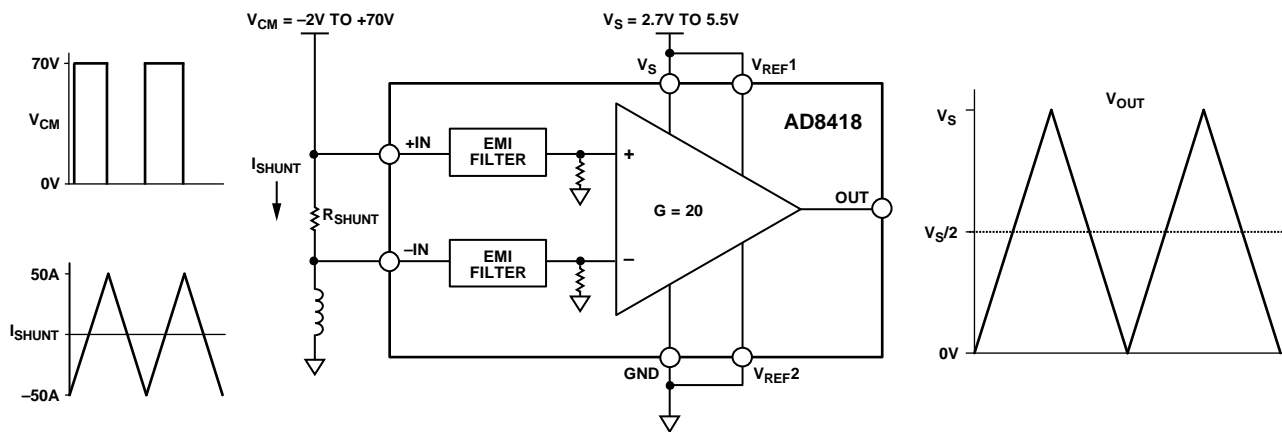 V_CM = –2V TO +70V
V_S = 2.7V TO 5.5V
70V
V_CM
0V
50A
I_SHUNT
–50A
I_SHUNT
R_SHUNT
+IN
–IN
EMI
FILTER
EMI
FILTER
V_S
V_REF1
AD8418
+
G = 20
–
OUT
GND
V_REF2
V_OUT
V_S
V_S/2
0V